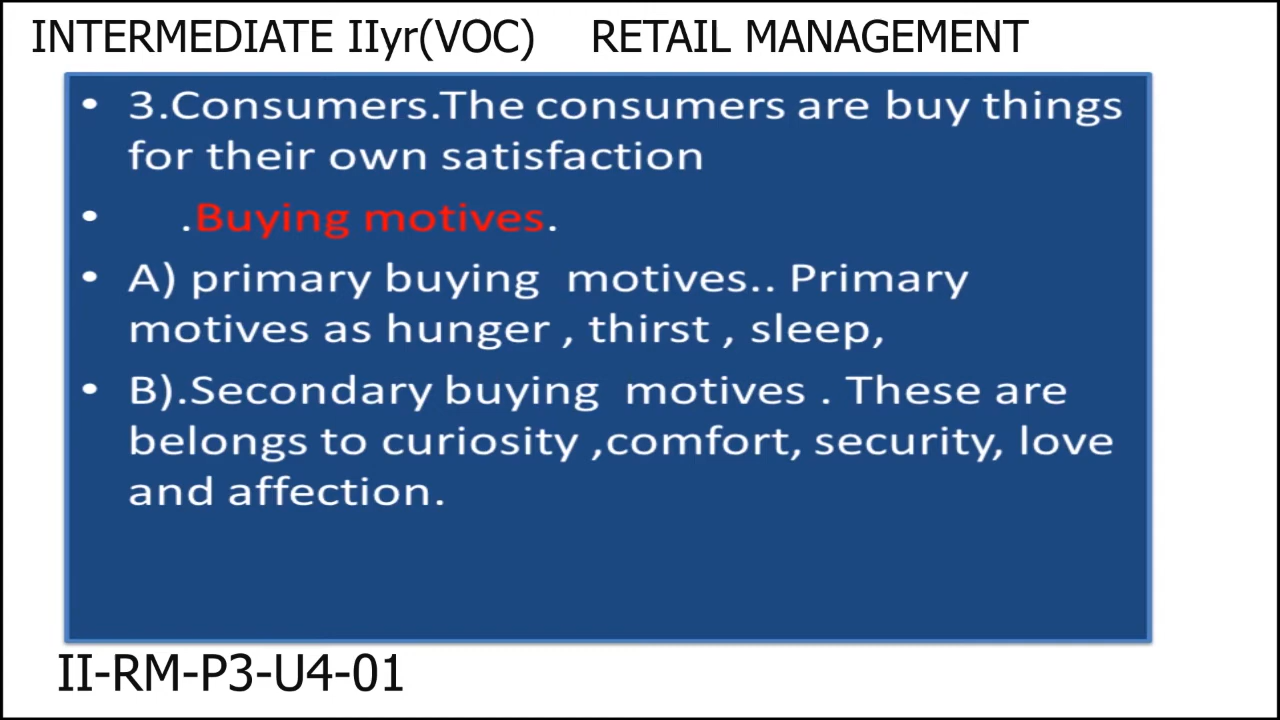 INTERMEDIATE IIyr(VOC) RETAIL MANAGEMENT
• 3.Consumers.The consumers are buy things
for their own satisfaction
• .Buying motives.
• A) primary buying motives.. Primary
motives as hunger , thirst , sleep,
• B).Secondary buying motives . These are
belongs to curiosity ,comfort, security, love
and affection.
II-RM-P3-U4-01